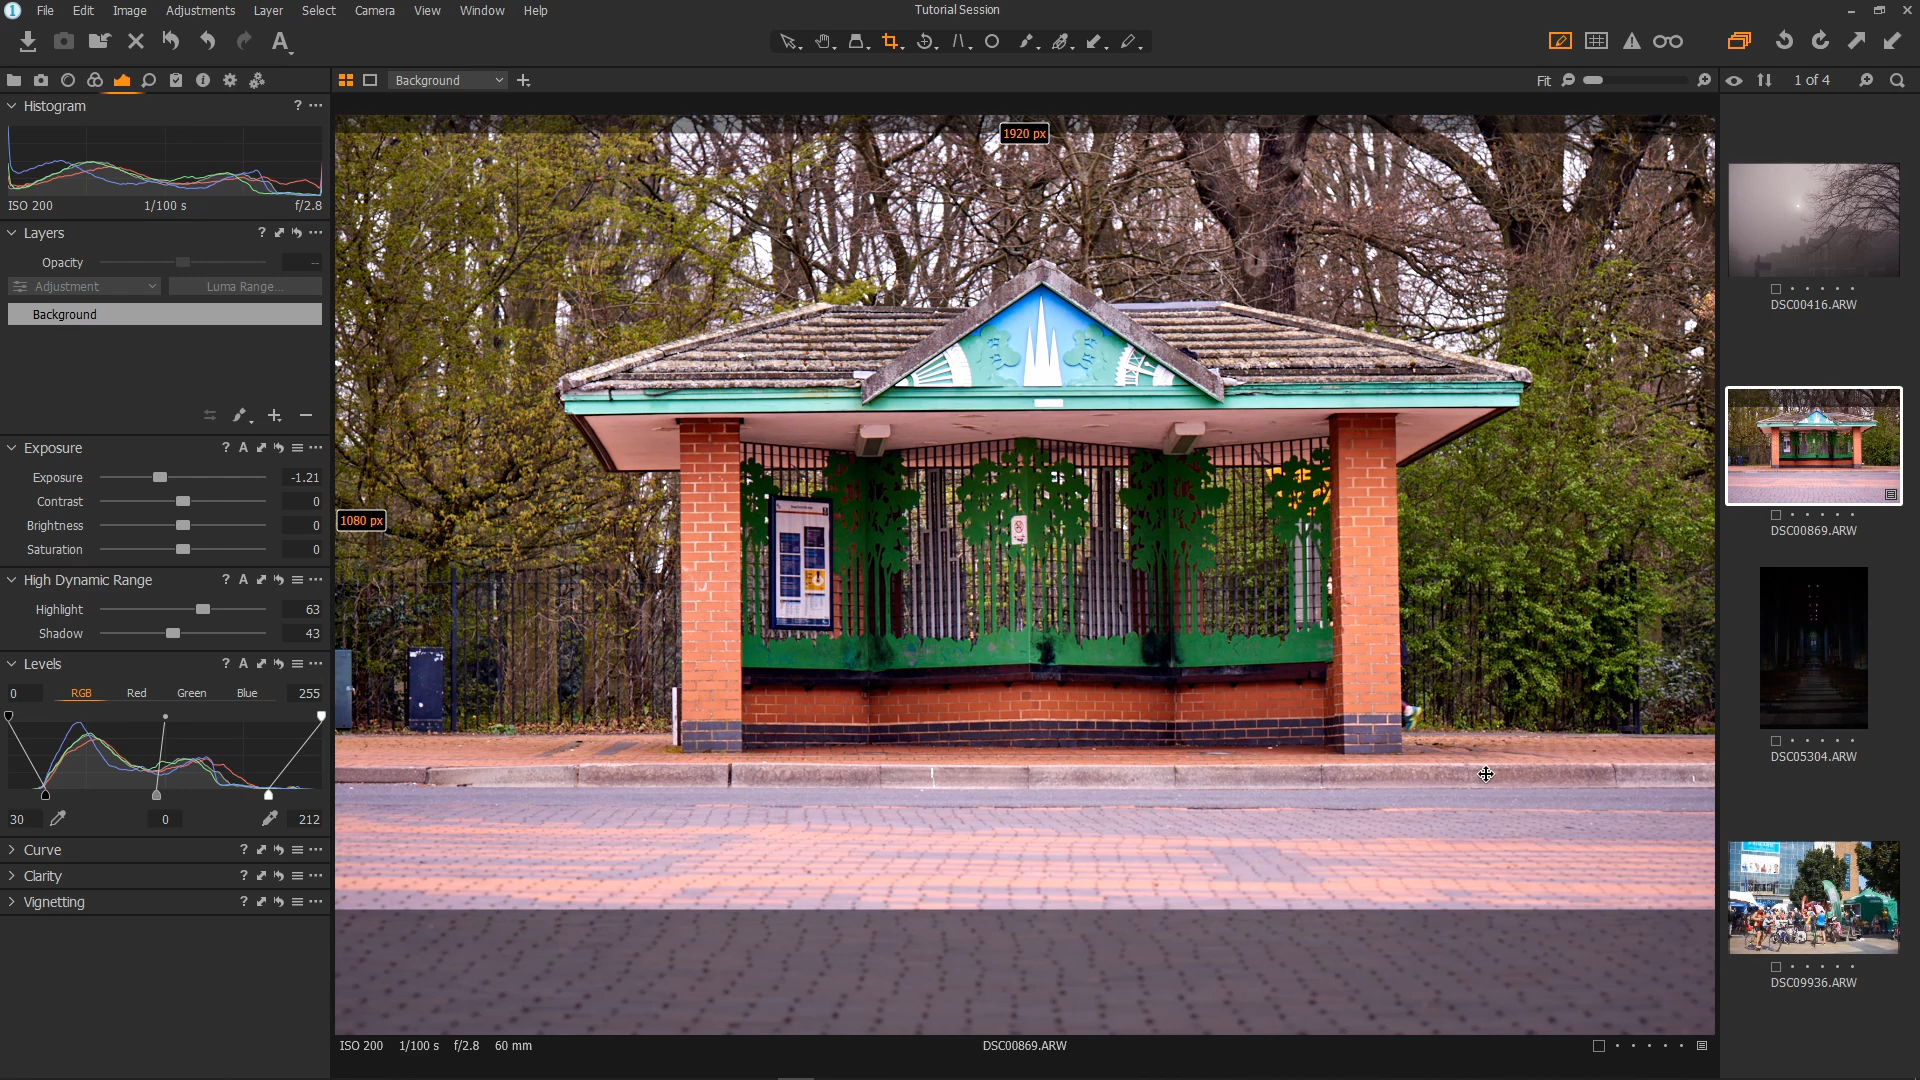 File Edit Image Adjustments Layer Select Camera View Window Help
Tutorial Session
A
Background
Fit
1 of 4
Histogram ?
ISO 200 1/100 s f/2.8
Layers ?
Opacity --
Adjustment Luma Range...
Background
Exposure ? A
Exposure -1.21
Contrast 0
Brightness 0
Saturation 0
High Dynamic Range ? A
Highlight 63
Shadow 43
Levels ? A
0 RGB Red Green Blue 255
30 0 212
Curve ?
Clarity ?
Vignetting ?
1920 px
1080 px
ISO 200 1/100 s f/2.8 60 mm
DSC00869.ARW
DSC00416.ARW
DSC00869.ARW
DSC05304.ARW
DSC09936.ARW